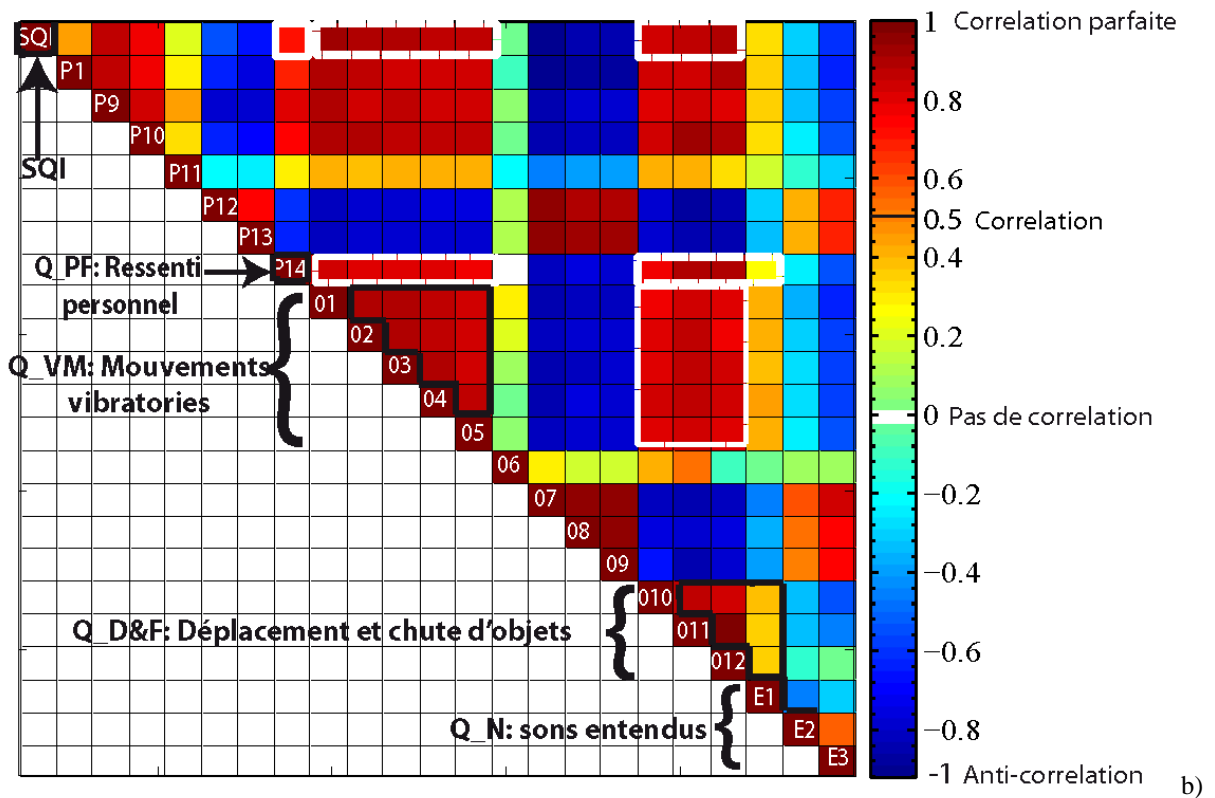 SQI
P1
P9
P10
P11
P12
P13
P14
01
02
03
04
05
06
07
08
09
010
011
012
E1
E2
E3
SQI
Q_PF: Ressenti
personnel
Q_VM: Mouvements
vibratories
Q_D&F: Déplacement et chute d'objets
Q_N: sons entendus
1 Correlation parfaite
0.8
0.6
0.5 Correlation
0.4
0.2
0 Pas de correlation
−0.2
−0.4
−0.6
−0.8
-1 Anti-correlation
b)